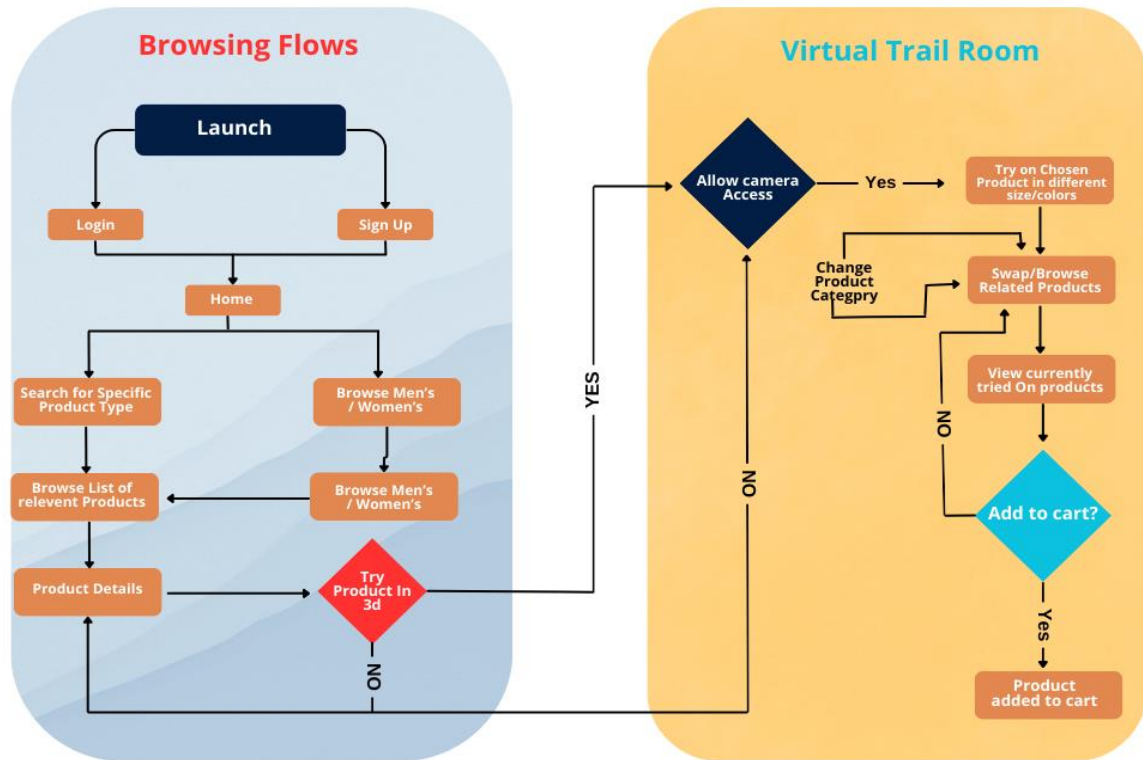 Browsing Flows
Launch
Login
Sign Up
Home
Search for Specific
Product Type
Browse Men's
/ Women's
Browse List of
relevent Products
Browse Men's
/ Women's
Product Details
Try
Product In
3d
NO
YES
Virtual Trail Room
Allow camera
Access
Yes
Try on Chosen
Product in different
size/colors
Change
Product
Categpry
Swap/Browse
Related Products
View currently
tried On products
NO
NO
Add to cart?
Yes
Product
added to cart